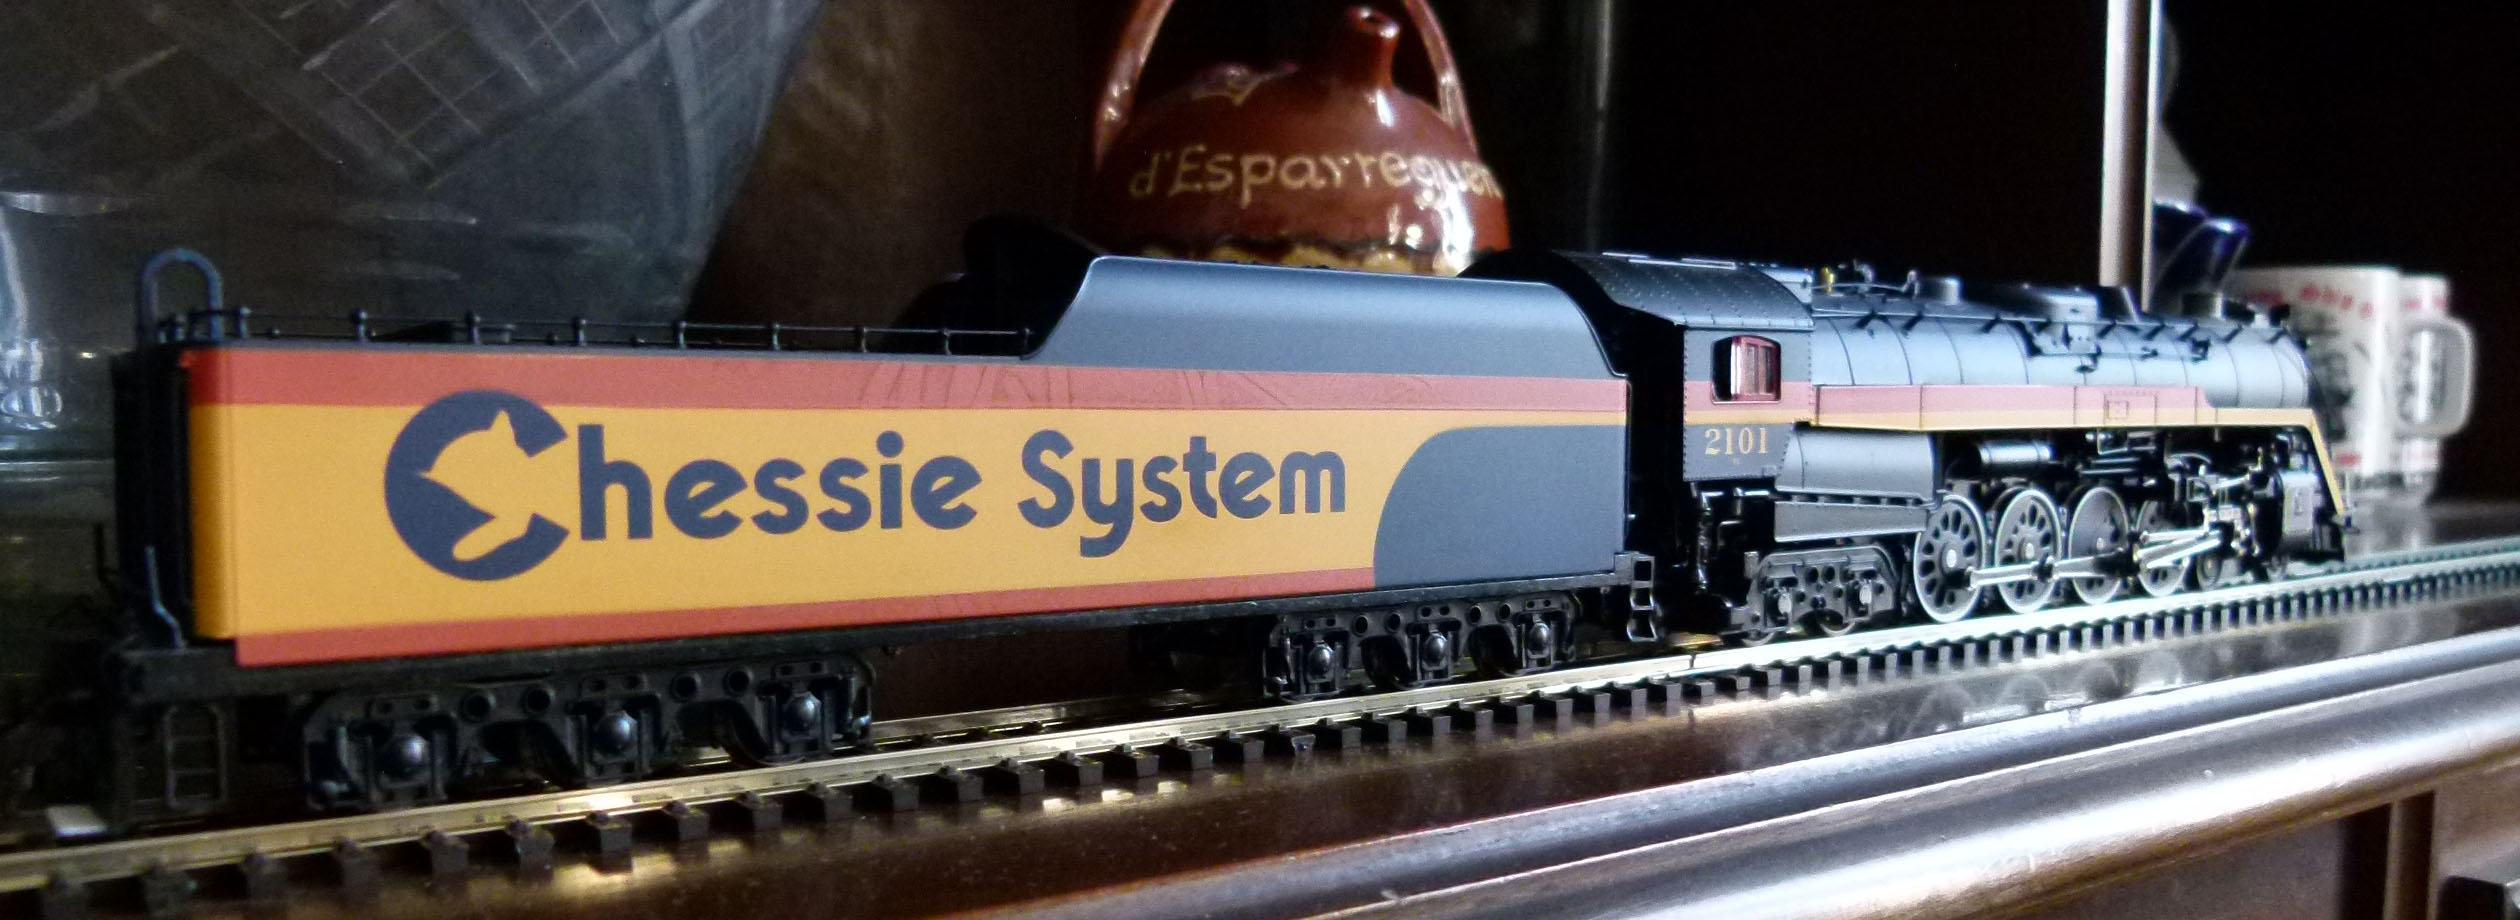 d'Esparreguer
Chessie System
2101